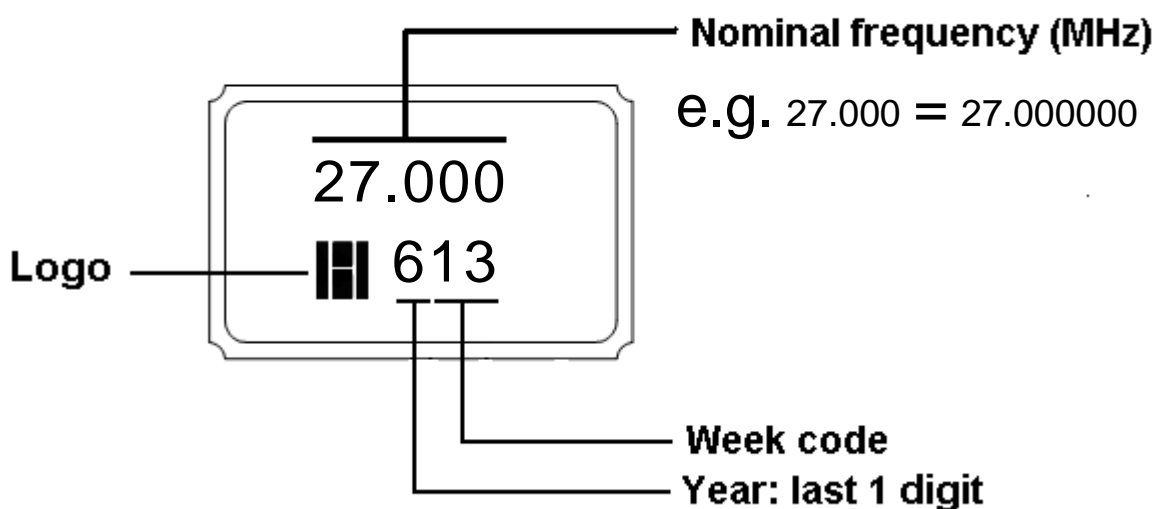 Nominal frequency (MHz)
e.g. 27.000 = 27.000000
27.000
Logo
613
Week code
Year: last 1 digit